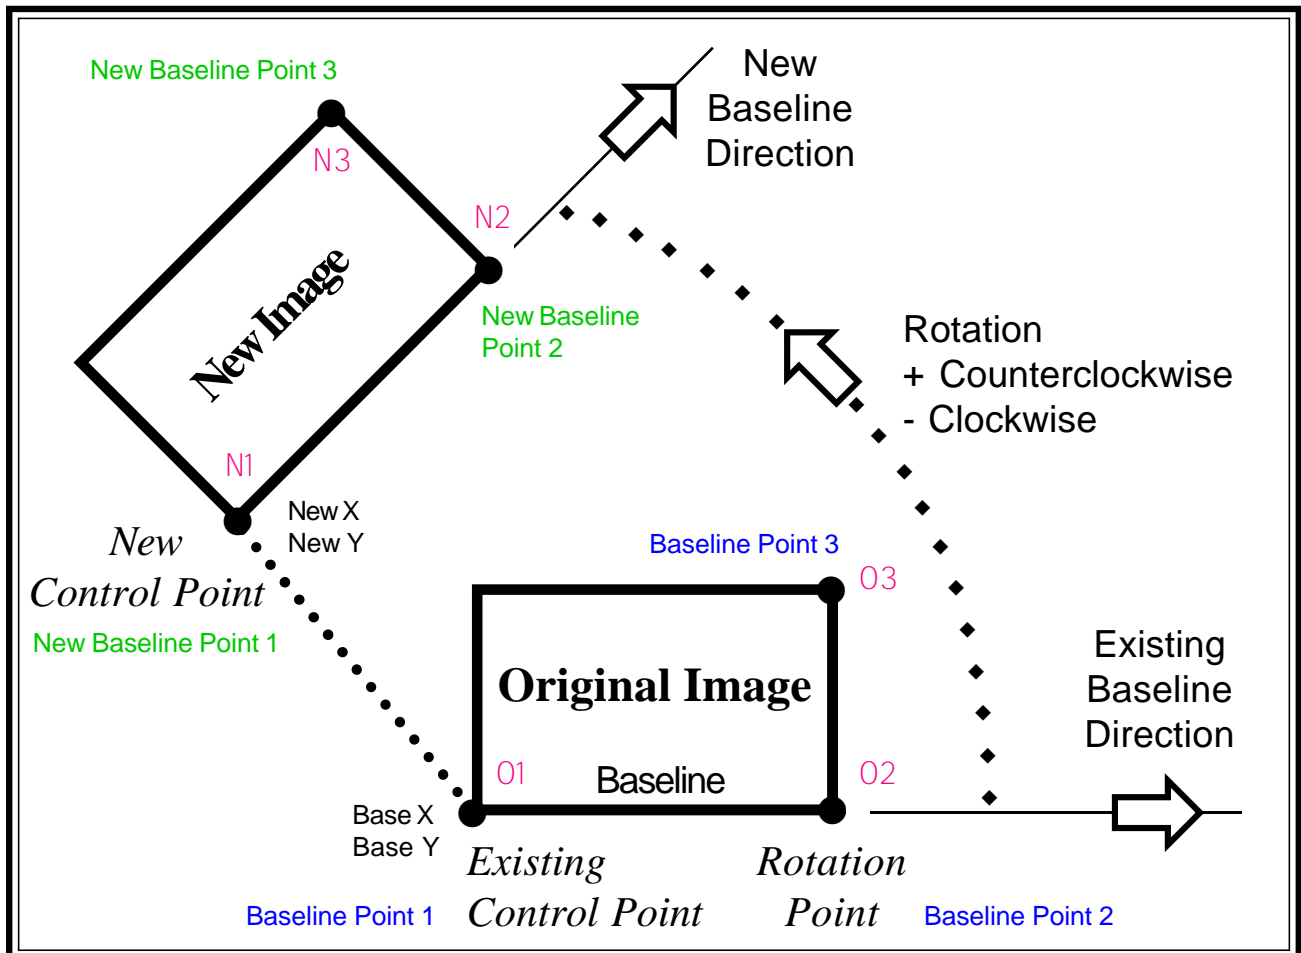 New Baseline Point 3
New
Baseline
Direction
N3
N2
New Image
New Baseline
Point 2
Rotation
+ Counterclockwise
- Clockwise
N1
New X
New Y
New
Control Point
New Baseline Point 1
Baseline Point 3
O3
Original Image
Existing
Baseline
Direction
O1
Baseline
O2
Base X
Base Y
Existing
Control Point
Rotation
Point
Baseline Point 1
Baseline Point 2